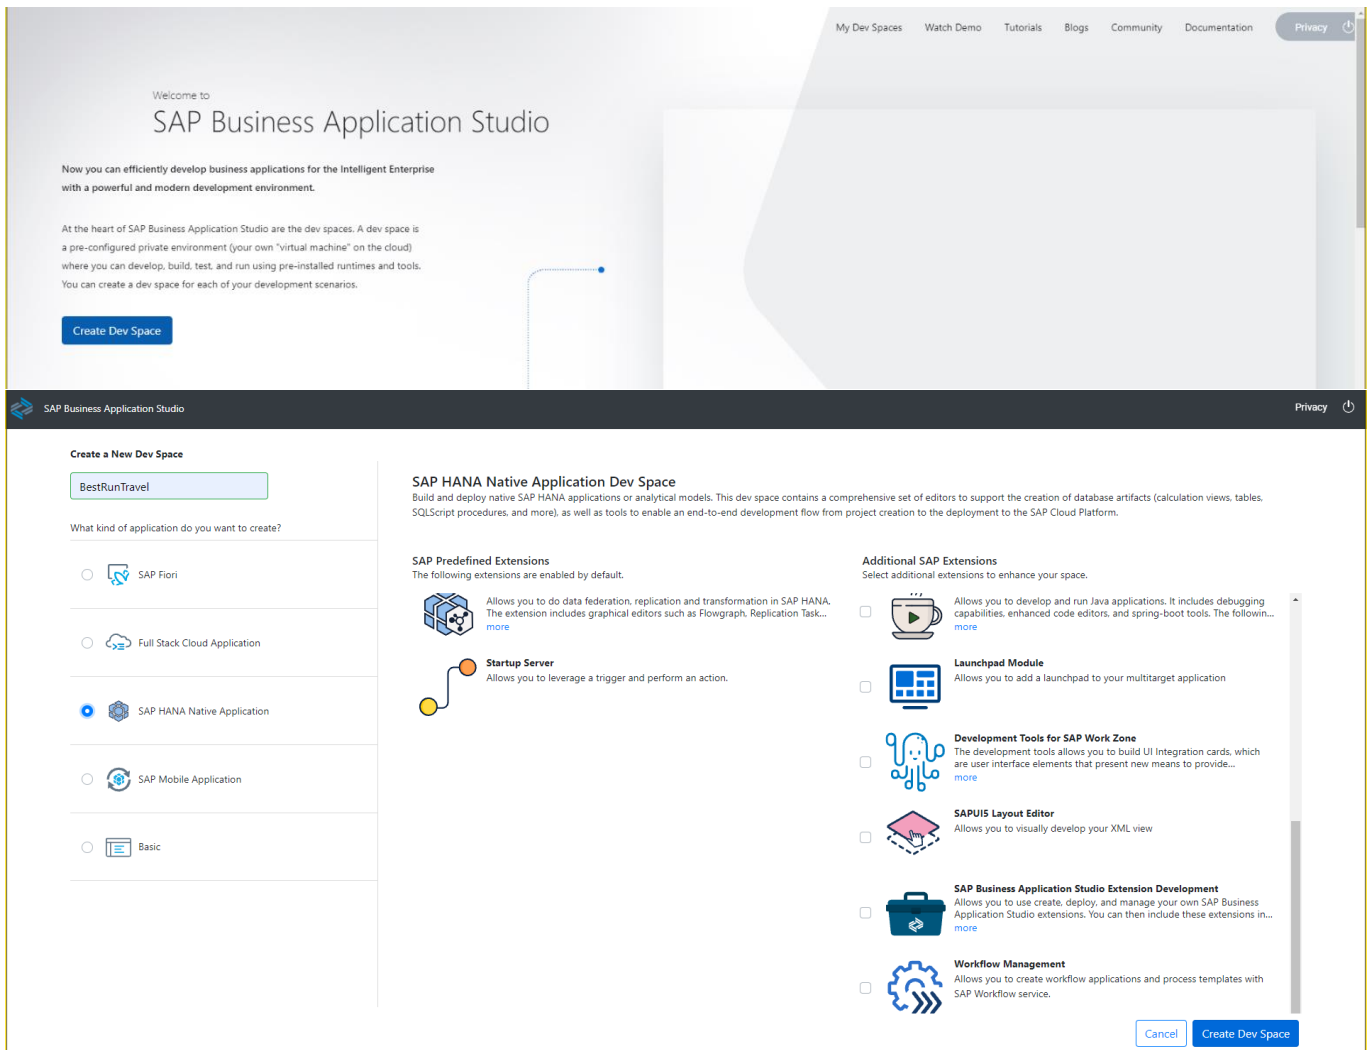 My Dev Spaces Watch Demo Tutorials Blogs Community Documentation Privacy
Welcome to
SAP Business Application Studio
Now you can efficiently develop business applications for the Intelligent Enterprise
with a powerful and modern development environment.
At the heart of SAP Business Application Studio are the dev spaces. A dev space is
a pre-configured private environment (your own "virtual machine" on the cloud)
where you can develop, build, test, and run using pre-installed runtimes and tools.
You can create a dev space for each of your development scenarios.
Create Dev Space
SAP Business Application Studio
Privacy
Create a New Dev Space
BestRunTravel
What kind of application do you want to create?
SAP Fiori
Full Stack Cloud Application
SAP HANA Native Application
SAP Mobile Application
Basic
SAP HANA Native Application Dev Space
Build and deploy native SAP HANA applications or analytical models. This dev space contains a comprehensive set of editors to support the creation of database artifacts (calculation views, tables,
SQLScript procedures, and more), as well as tools to enable an end-to-end development flow from project creation to the deployment to the SAP Cloud Platform.
SAP Predefined Extensions
The following extensions are enabled by default.
Allows you to do data federation, replication and transformation in SAP HANA.
The extension includes graphical editors such as Flowgraph, Replication Task...
more
Startup Server
Allows you to leverage a trigger and perform an action.
Additional SAP Extensions
Select additional extensions to enhance your space.
Allows you to develop and run Java applications. It includes debugging
capabilities, enhanced code editors, and spring-boot tools. The followin...
more
Launchpad Module
Allows you to add a launchpad to your multitarget application
Development Tools for SAP Work Zone
The development tools allows you to build UI Integration cards, which
are user interface elements that present new means to provide...
more
SAPUI5 Layout Editor
Allows you to visually develop your XML view
SAP Business Application Studio Extension Development
Allows you to use create, deploy, and manage your own SAP Business
Application Studio extensions. You can then include these extensions in...
more
Workflow Management
Allows you to create workflow applications and process templates with
SAP Workflow service.
Cancel
Create Dev Space